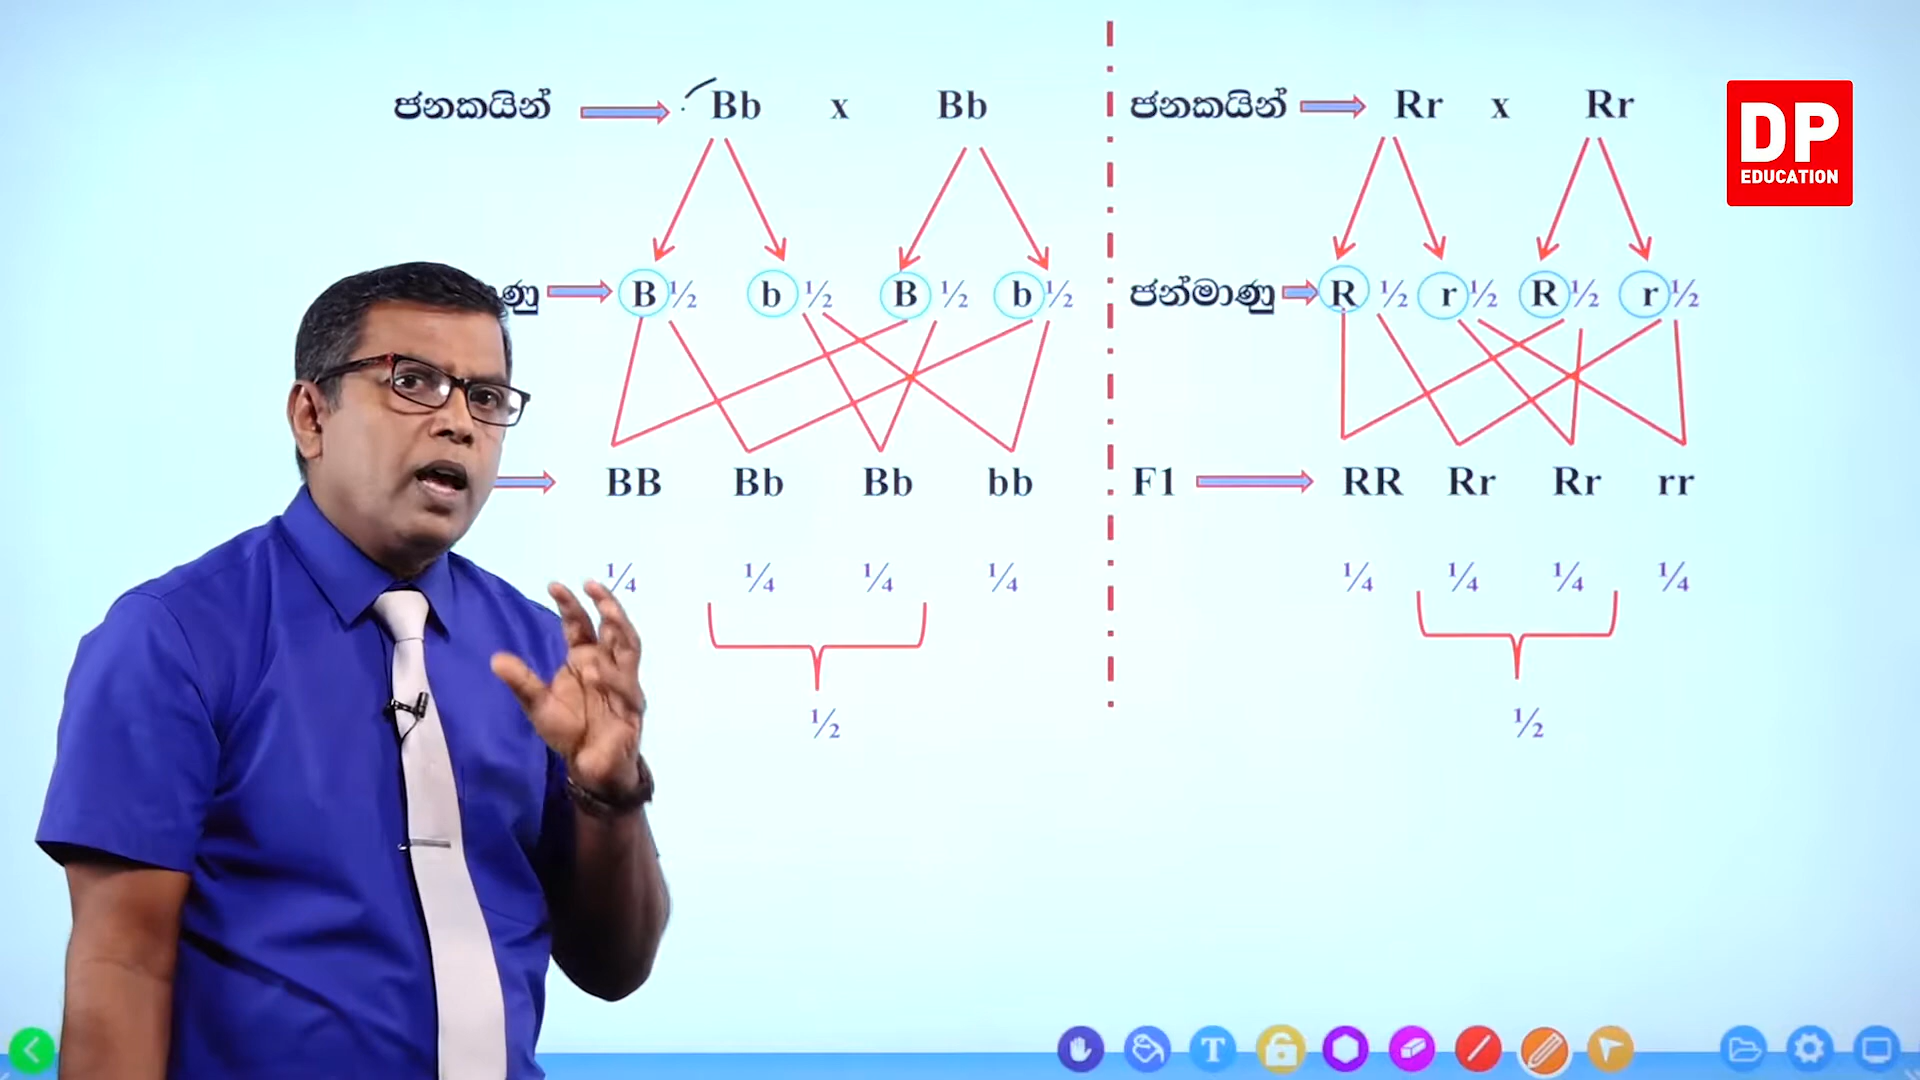 ජනකයින් Bb x Bb
B ½ b ½ B ½ b ½
BB Bb Bb bb
¼ ¼ ¼ ¼
½
ජනකයින් Rr x Rr
ජන්මාණු R ½ r ½ R ½ r ½
F1 RR Rr Rr rr
¼ ¼ ¼ ¼
½
DP
EDUCATION
T